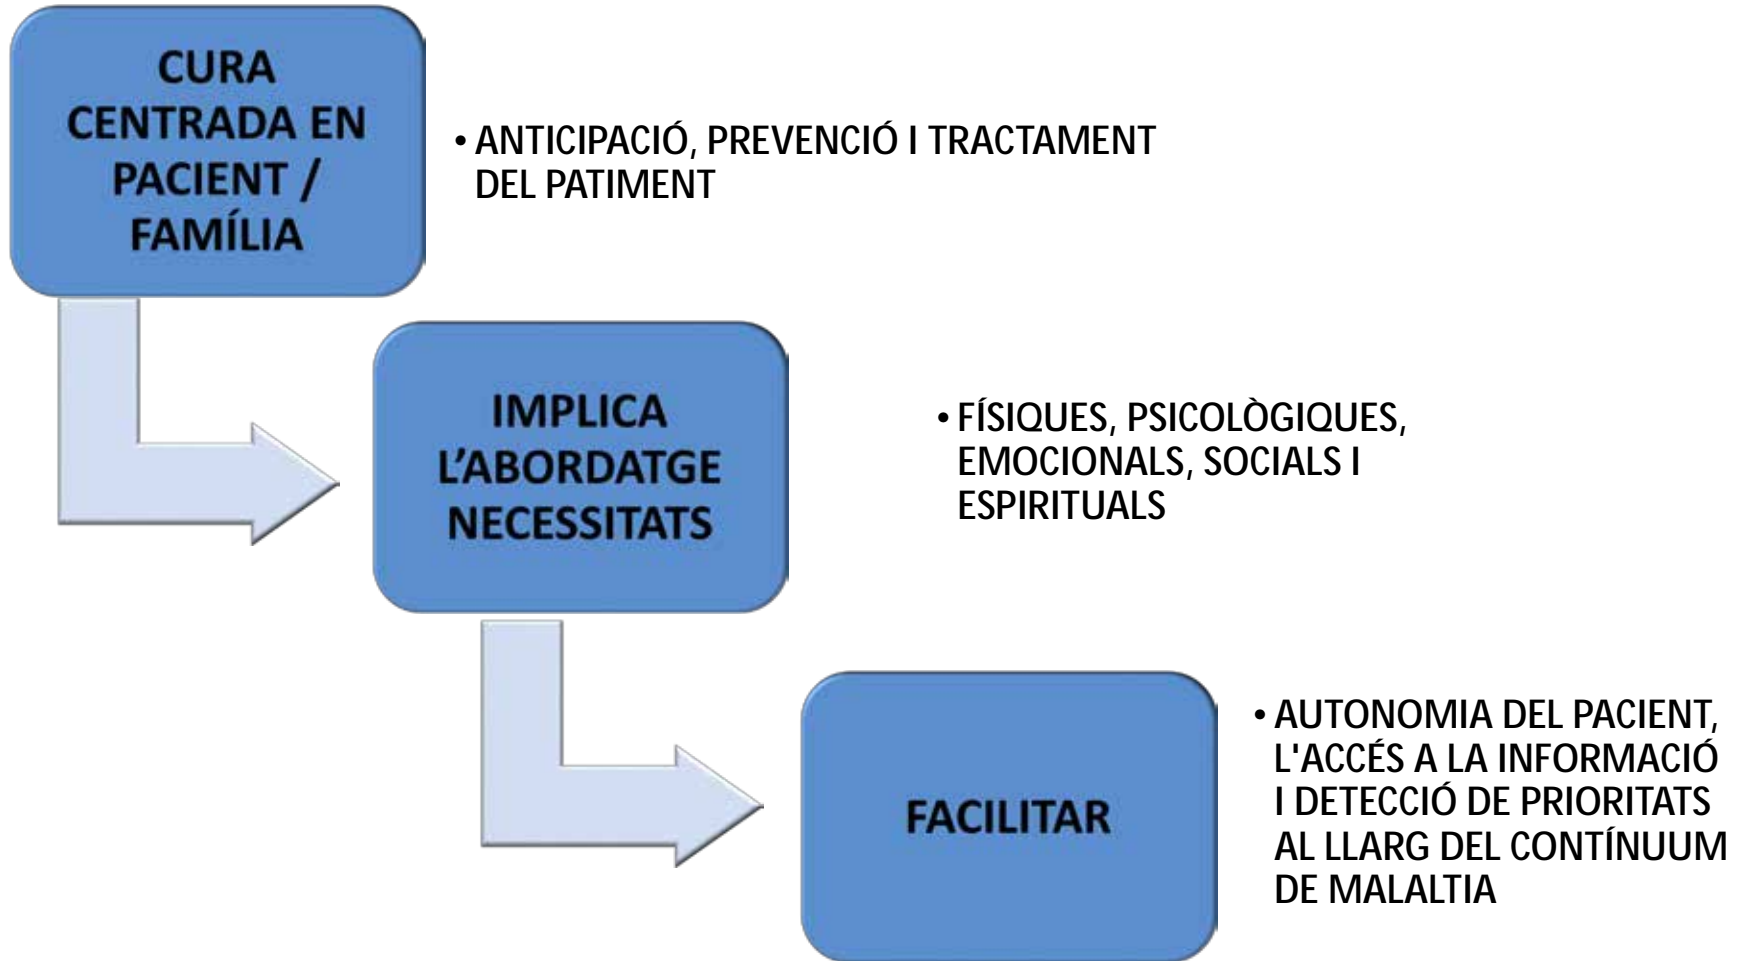 CURA
CENTRADA EN
PACIENT /
FAMÍLIA
• ANTICIPACIÓ, PREVENCIÓ I TRACTAMENT
DEL PATIMENT
IMPLICA
L’ABORDATGE
NECESSITATS
• FÍSIQUES, PSICOLÒGIQUES,
EMOCIONALS, SOCIALS I
ESPIRITUALS
FACILITAR
• AUTONOMIA DEL PACIENT,
L'ACCÉS A LA INFORMACIÓ
I DETECCIÓ DE PRIORITATS
AL LLARG DEL CONTÍNUUM
DE MALALTIA